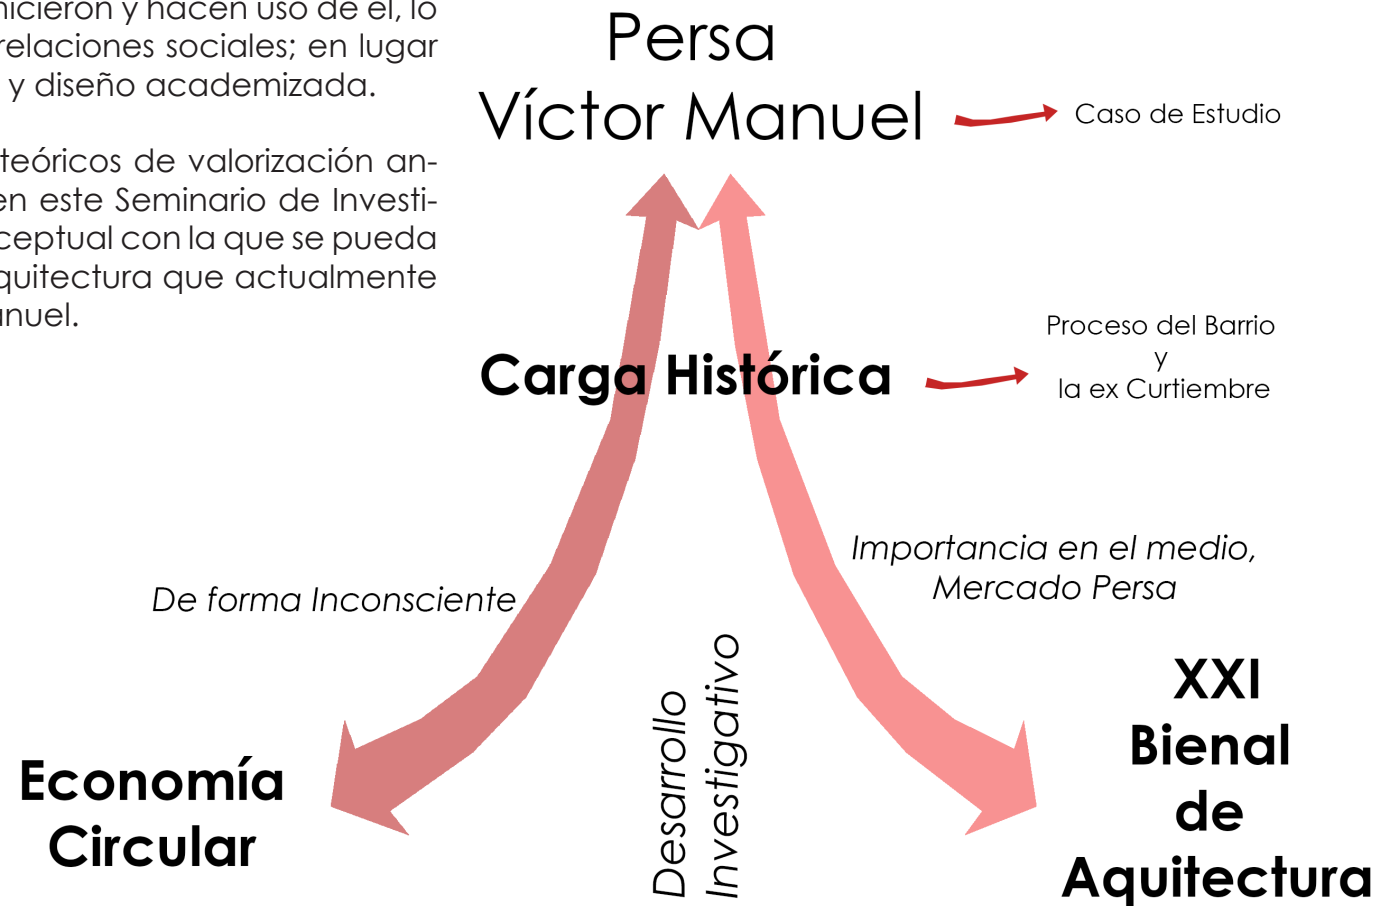 hicieron y hacen uso de él, lo
relaciones sociales; en lugar
y diseño academizada.
teóricos de valorización an-
en este Seminario de Investi-
ceptual con la que se pueda
quitectura que actualmente
anuel.
Persa
Víctor Manuel
Caso de Estudio
Carga Histórica
Proceso del Barrio
y
la ex Curtiembre
De forma Inconsciente
Importancia en el medio,
Mercado Persa
Desarrollo
Investigativo
Economía
Circular
XXI
Bienal
de
Aquitectura